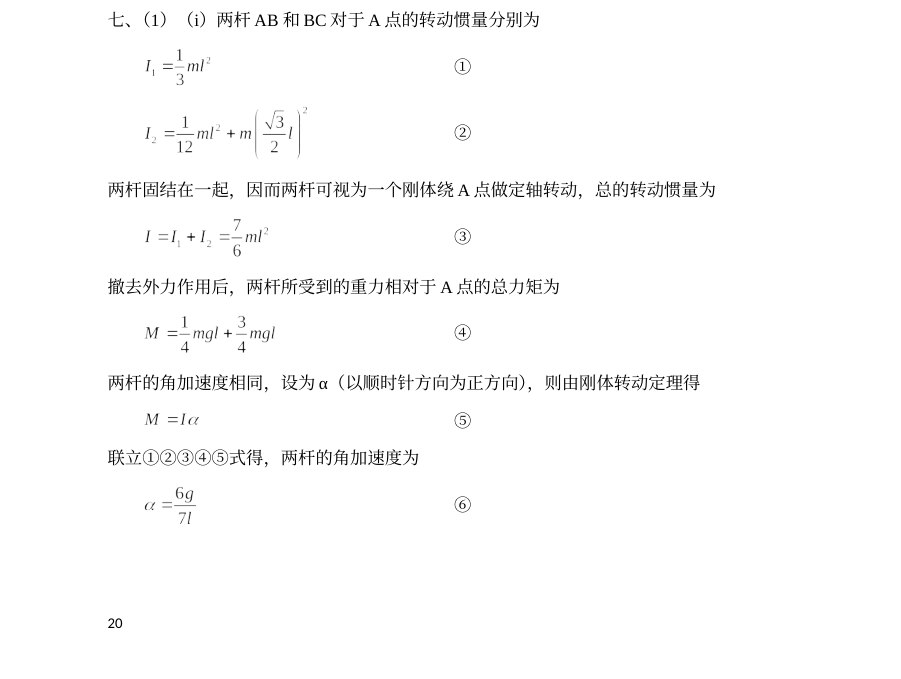 七、（1）（i）两杆 AB 和 BC 对于 A 点的转动惯量分别为
I₁ = 1/3 ml² ①
I₂ = 1/12 ml² + m(√3/2 l)² ②
两杆固结在一起，因而两杆可视为一个刚体绕 A 点做定轴转动，总的转动惯量为
I = I₁ + I₂ = 7/6 ml² ③
撤去外力作用后，两杆所受到的重力相对于 A 点的总力矩为
M = 1/4 mgl + 3/4 mgl ④
两杆的角加速度相同，设为 α（以顺时针方向为正方向），则由刚体转动定理得
M = Iα ⑤
联立①②③④⑤式得，两杆的角加速度为
α = 6g/7l ⑥
20